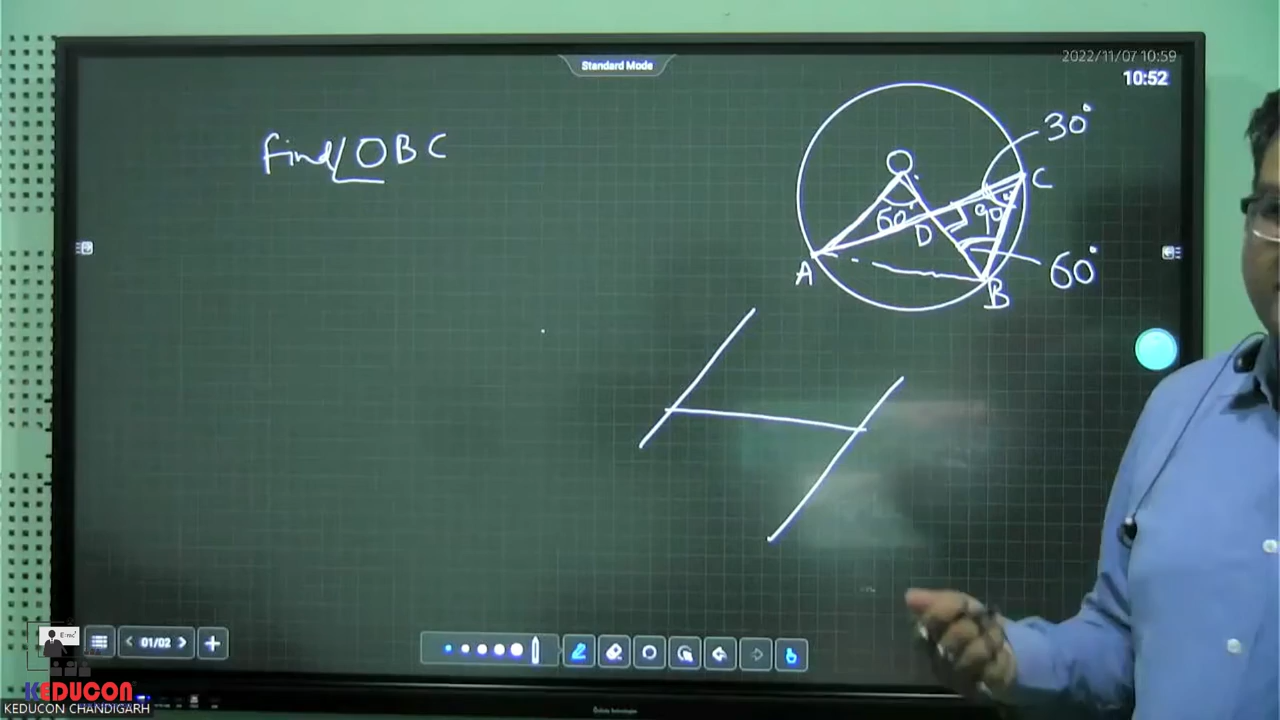 Standard Mode
2022/11/07 10:59
10:52
Find ∠OBC
30°
O
C
60°
90°
D
A
60°
B
01/02
E=mc²
KEDUCON
KEDUCON CHANDIGARH